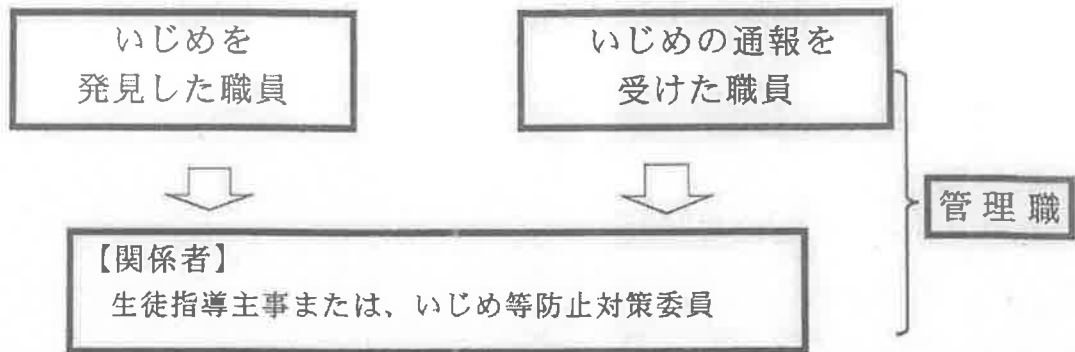 いじめを
発見した職員
いじめの通報を
受けた職員
管理職
【関係者】
生徒指導主事または、いじめ等防止対策委員